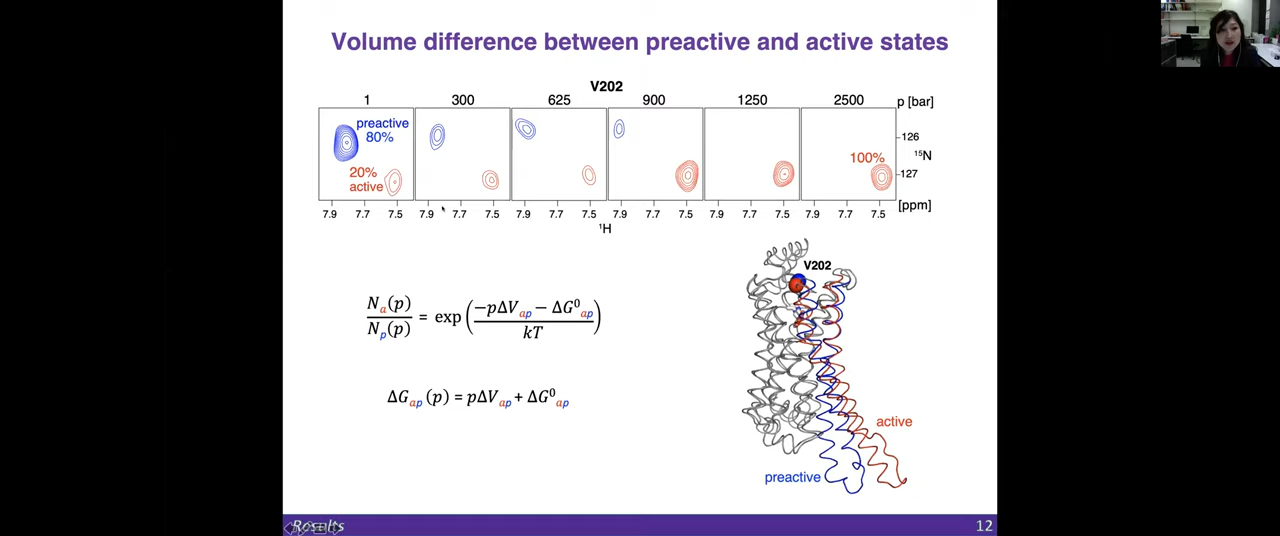 Volume difference between preactive and active states
V202
1 300 625 900 1250 2500 p [bar]
preactive
80%
20%
active
100%
126
15N
127
[ppm]
7.9 7.7 7.5 7.9 7.7 7.5 7.9 7.7 7.5 7.9 7.7 7.5 7.9 7.7 7.5 7.9 7.7 7.5
1H
V202
Na(p)/Np(p) = exp((-pΔVap − ΔG0ap)/kT)
ΔGap(p) = pΔVap + ΔG0ap
active
preactive
Results
12